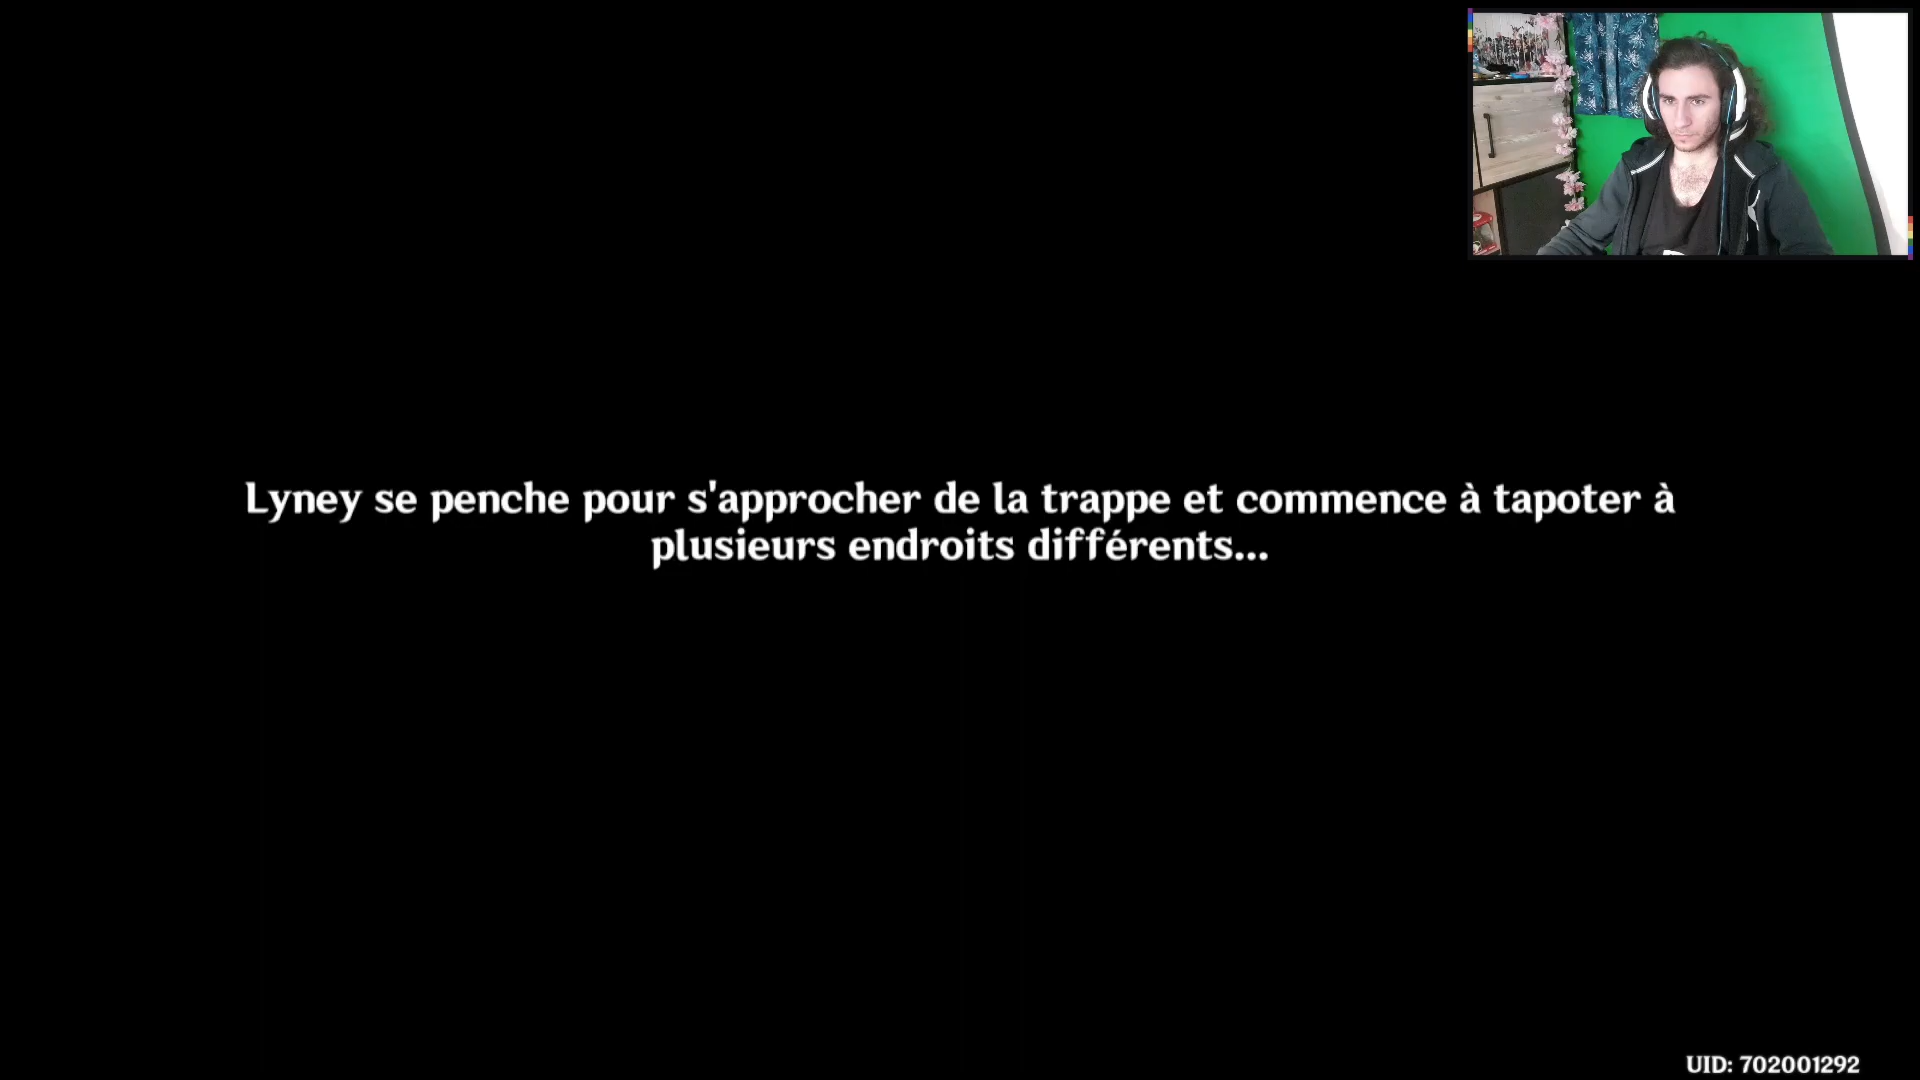 Lyney se penche pour s'approcher de la trappe et commence à tapoter à
plusieurs endroits différents...
UID: 702001292